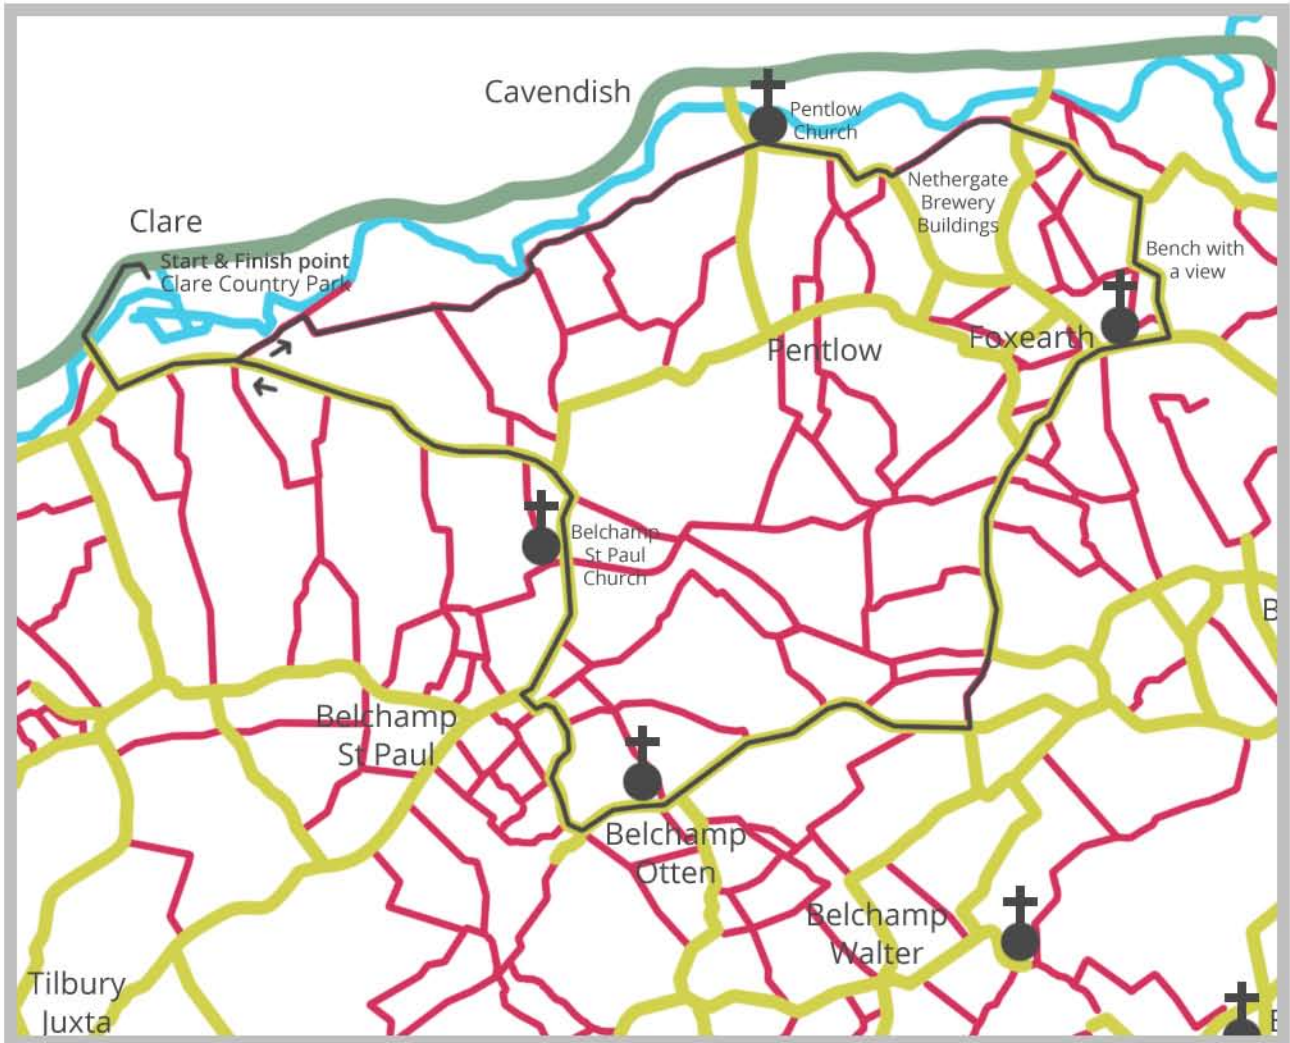 Cavendish
Pentlow
Church
Nethergate
Brewery
Buildings
Clare
Start & Finish point
Clare Country Park
Bench with
a view
Foxearth
Pentlow
Belchamp
St Paul
Church
B
Belchamp
St Paul
Belchamp
Otten
Belchamp
Walter
Tilbury
Juxta
E